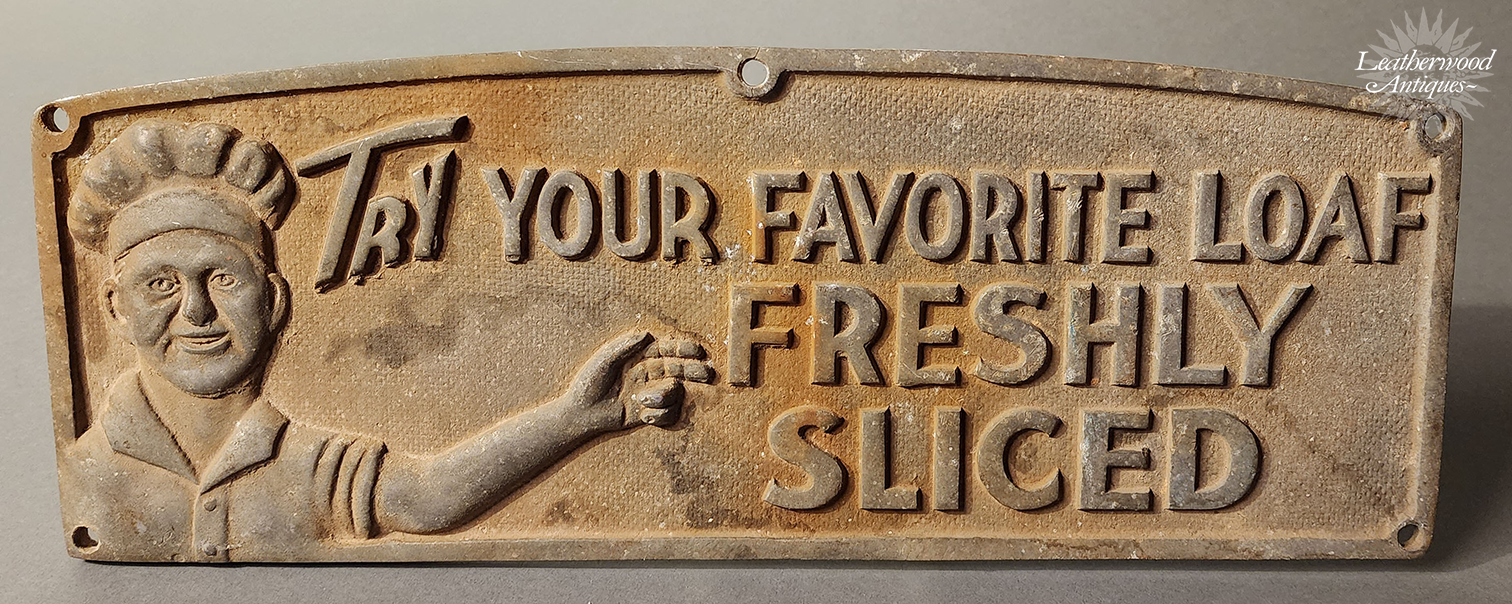 Leatherwood
Antiques~
TRY YOUR FAVORITE LOAF
FRESHLY
SLICED